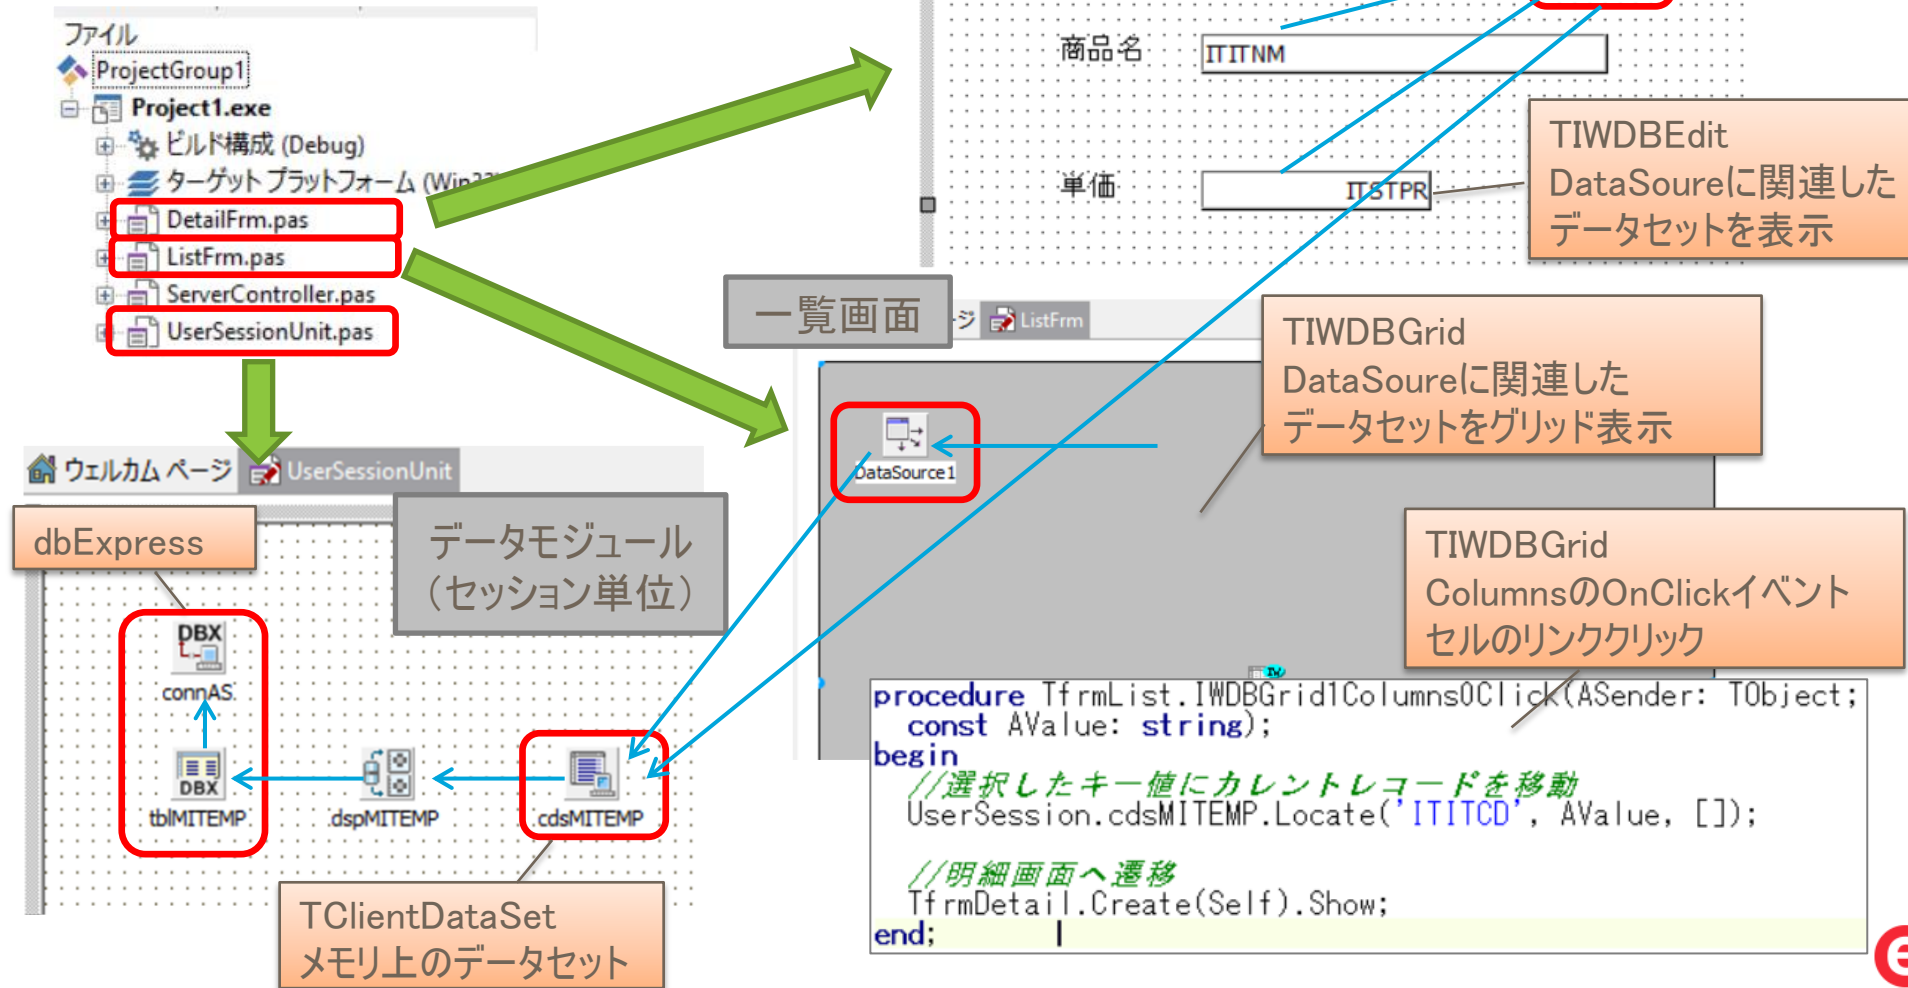 ファイル
ProjectGroup1
Project1.exe
ビルド構成 (Debug)
ターゲット プラットフォーム
DetailFrm.pas
ListFrm.pas
ServerController.pas
UserSessionUnit.pas
商品名
ITITNM
単価
ITSTPR
TIWDBEdit
DataSoureに関連した
データセットを表示
一覧画面
ListFrm
DataSource1
TIWDBGrid
DataSoureに関連した
データセットをグリッド表示
ウェルカム ページ
UserSessionUnit
dbExpress
データモジュール
(セッション単位)
DBX
connAS
DBX
tblMITEMP
dspMITEMP
cdsMITEMP
TClientDataSet
メモリ上のデータセット
TIWDBGrid
ColumnsのOnClickイベント
セルのリンククリック
procedure TfrmList.IWDBGrid1Columns0Click(ASender: TObject;
const AValue: string);
begin
//選択したキー値にカレントレコードを移動
UserSession.cdsMITEMP.Locate('ITITCD', AValue, []);
//明細画面へ遷移
TfrmDetail.Create(Self).Show;
end;